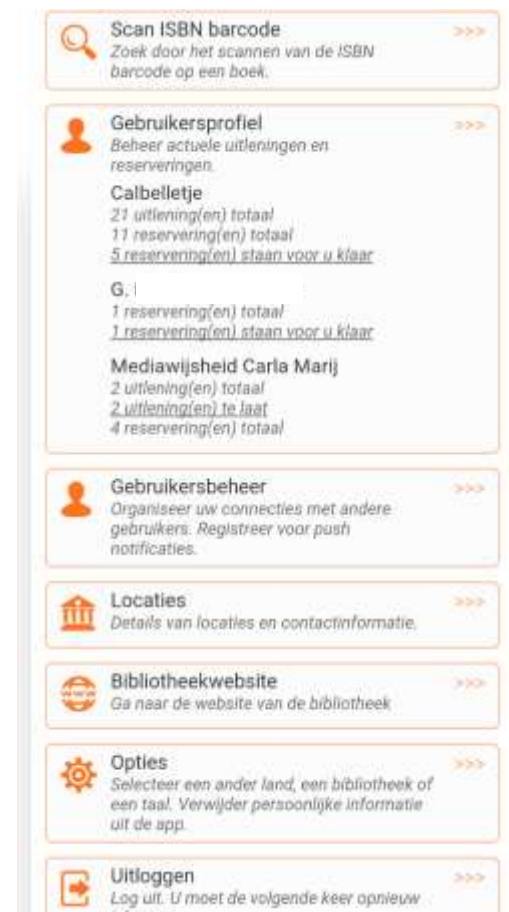 Scan ISBN barcode >>>
Zoek door het scannen van de ISBN
barcode op een boek.
Gebruikersprofiel >>>
Beheer actuele uitleningen en
reserveringen.
Calbelletje
21 uitlening(en) totaal
11 reservering(en) totaal
5 reservering(en) staan voor u klaar
G.
1 reservering(en) totaal
1 reservering(en) staan voor u klaar
Mediawijsheid Carla Marij
2 uitlening(en) totaal
2 uitlening(en) te laat
4 reservering(en) totaal
Gebruikersbeheer >>>
Organiseer uw connecties met andere
gebruikers. Registreer voor push
notificaties.
Locaties >>>
Details van locaties en contactinformatie.
WWW
Bibliotheekwebsite >>>
Ga naar de website van de bibliotheek
Opties >>>
Selecteer een ander land, een bibliotheek of
een taal. Verwijder persoonlijke informatie
uit de app.
Uitloggen >>>
Log uit. U moet de volgende keer opnieuw